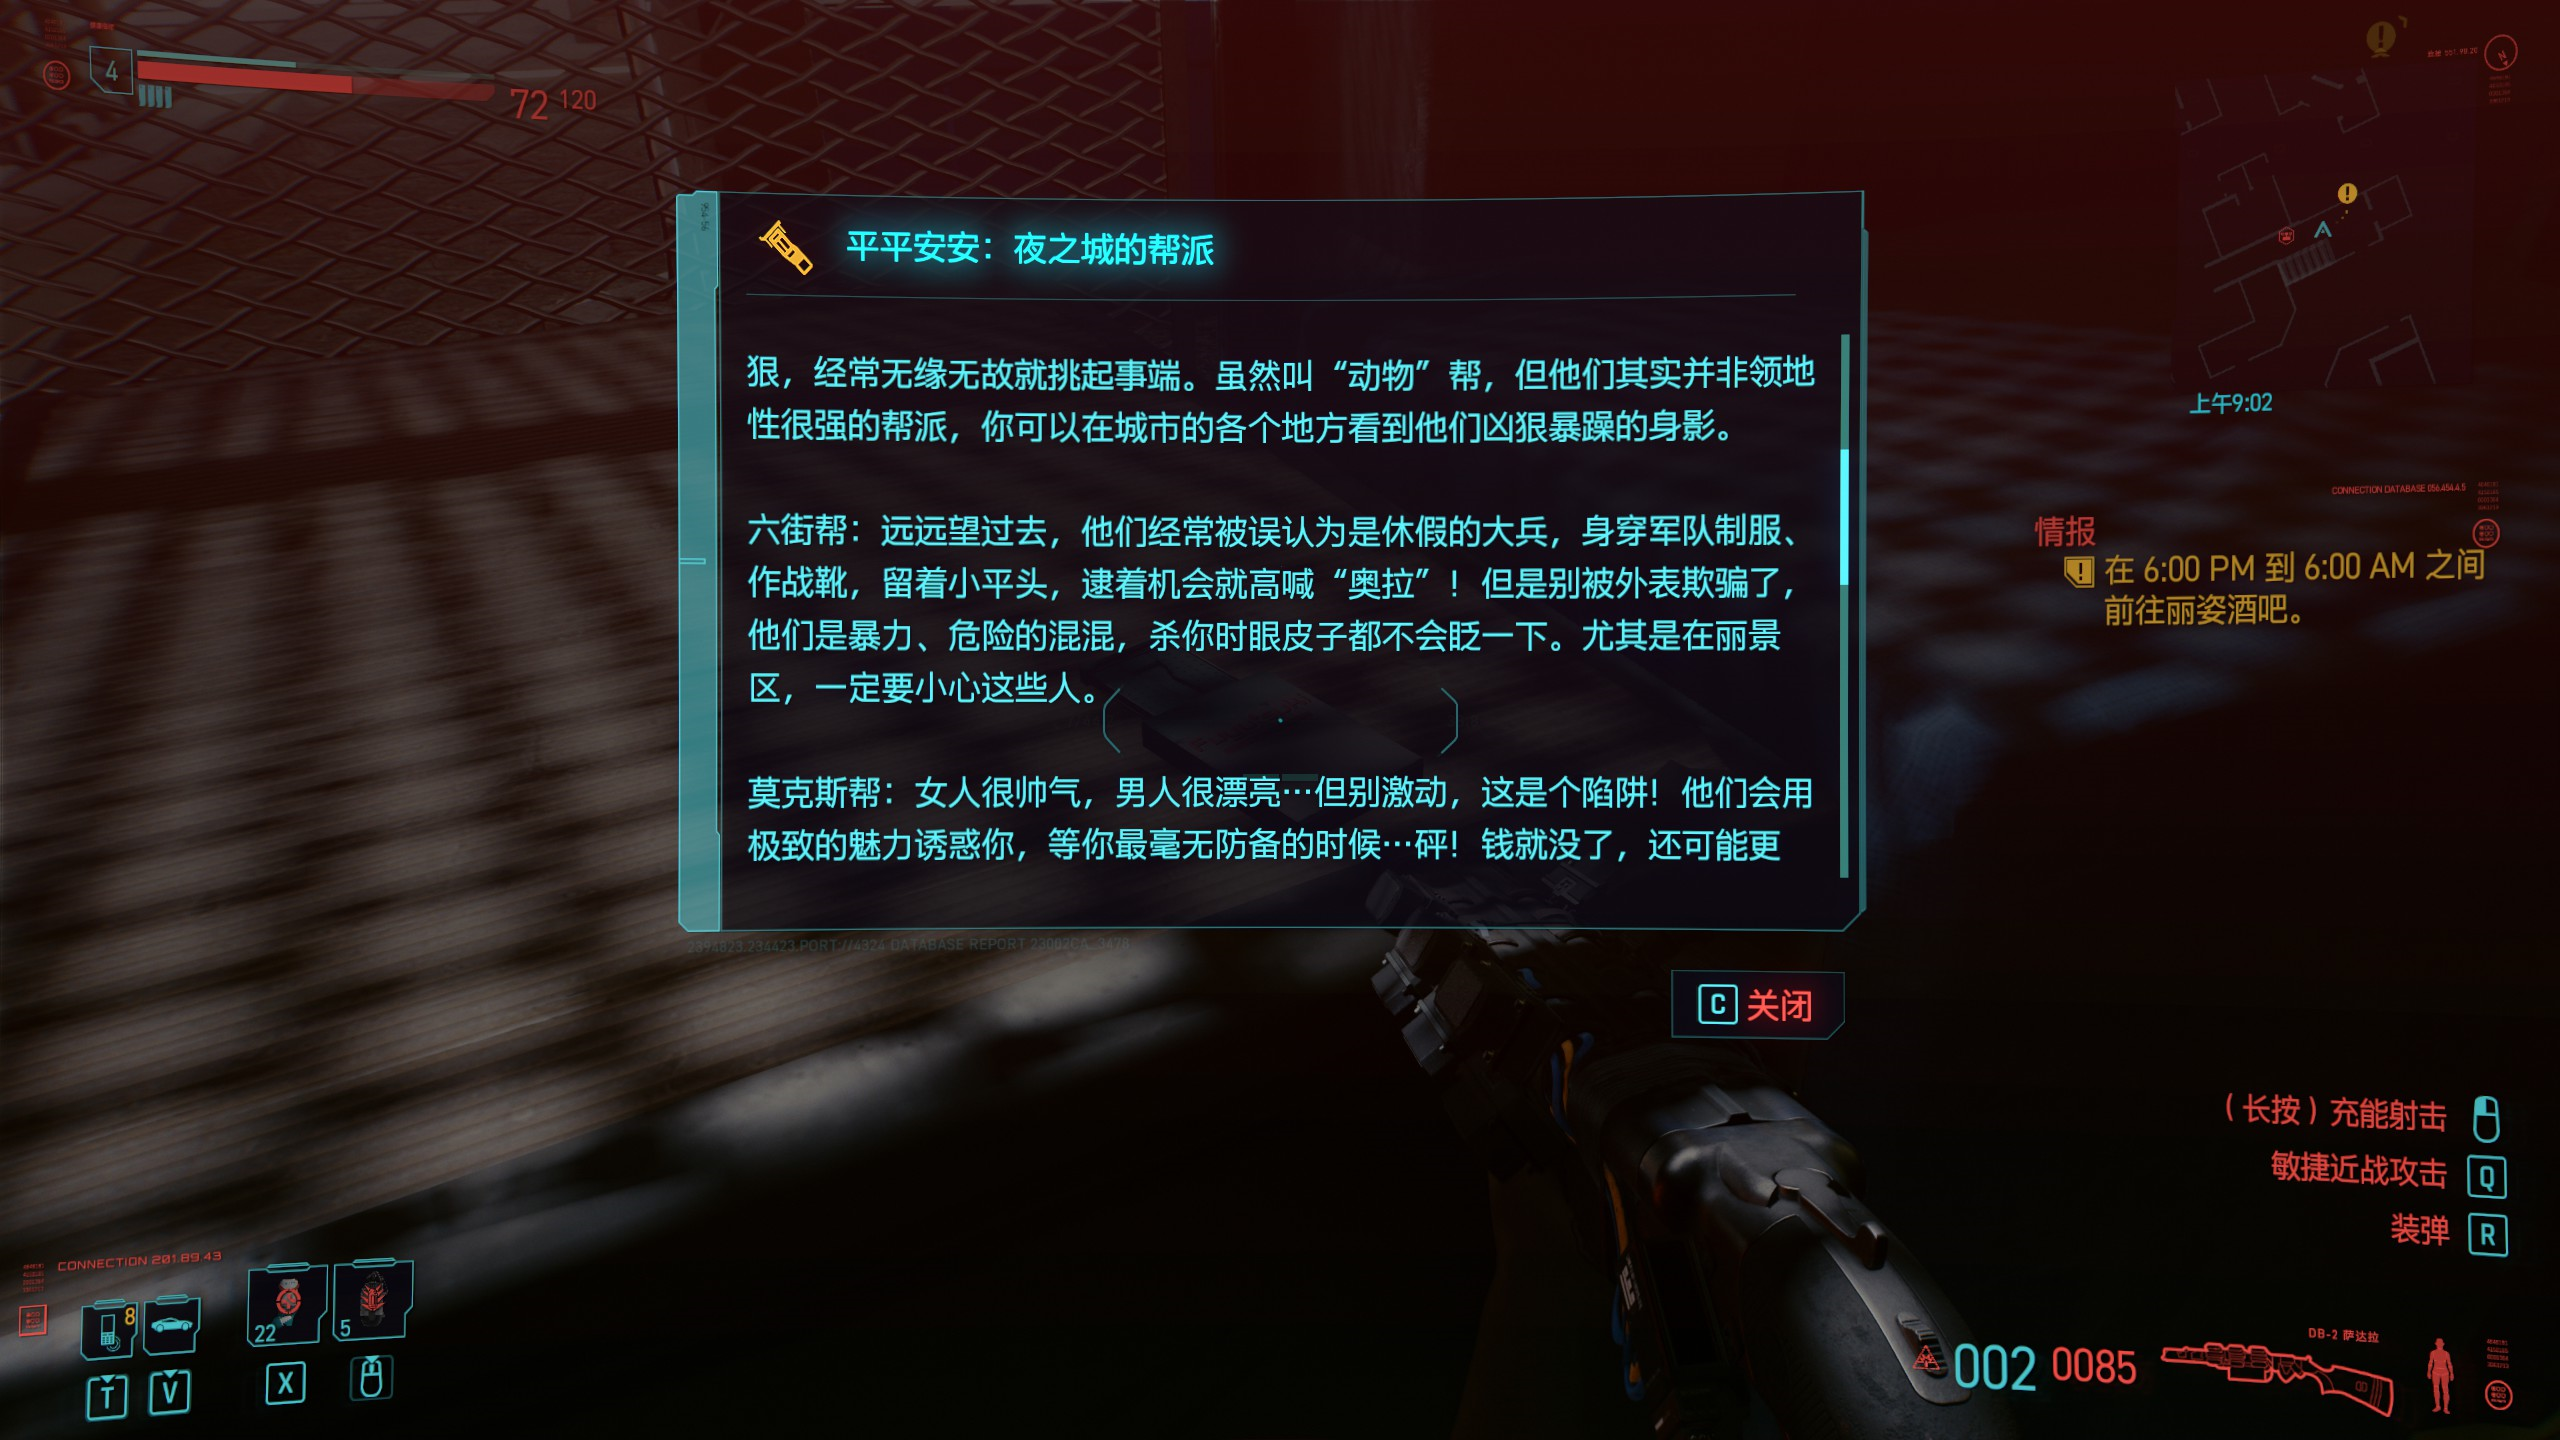 4
72 120
平平安安：夜之城的帮派
狠，经常无缘无故就挑起事端。虽然叫“动物”帮，但他们其实并非领地
性很强的帮派，你可以在城市的各个地方看到他们凶狠暴躁的身影。
六街帮：远远望过去，他们经常被误认为是休假的大兵，身穿军队制服、
作战靴，留着小平头，逮着机会就高喊“奥拉”！但是别被外表欺骗了，
他们是暴力、危险的混混，杀你时眼皮子都不会眨一下。尤其是在丽景
区，一定要小心这些人。
莫克斯帮：女人很帅气，男人很漂亮…但别激动，这是个陷阱！他们会用
极致的魅力诱惑你，等你最毫无防备的时候…砰！钱就没了，还可能更
2394823.234423 PORT://4324 DATABASE REPORT 23002CA_3478
C 关闭
N
上午9:02
CONNECTION DATABASE 056.454.4.5
情报
在 6:00 PM 到 6:00 AM 之间
前往丽姿酒吧。
（长按）充能射击
敏捷近战攻击 Q
装弹 R
CONNECTION 201.89.43
8
22
5
T
V
X
DB-2 萨达拉
002 0085